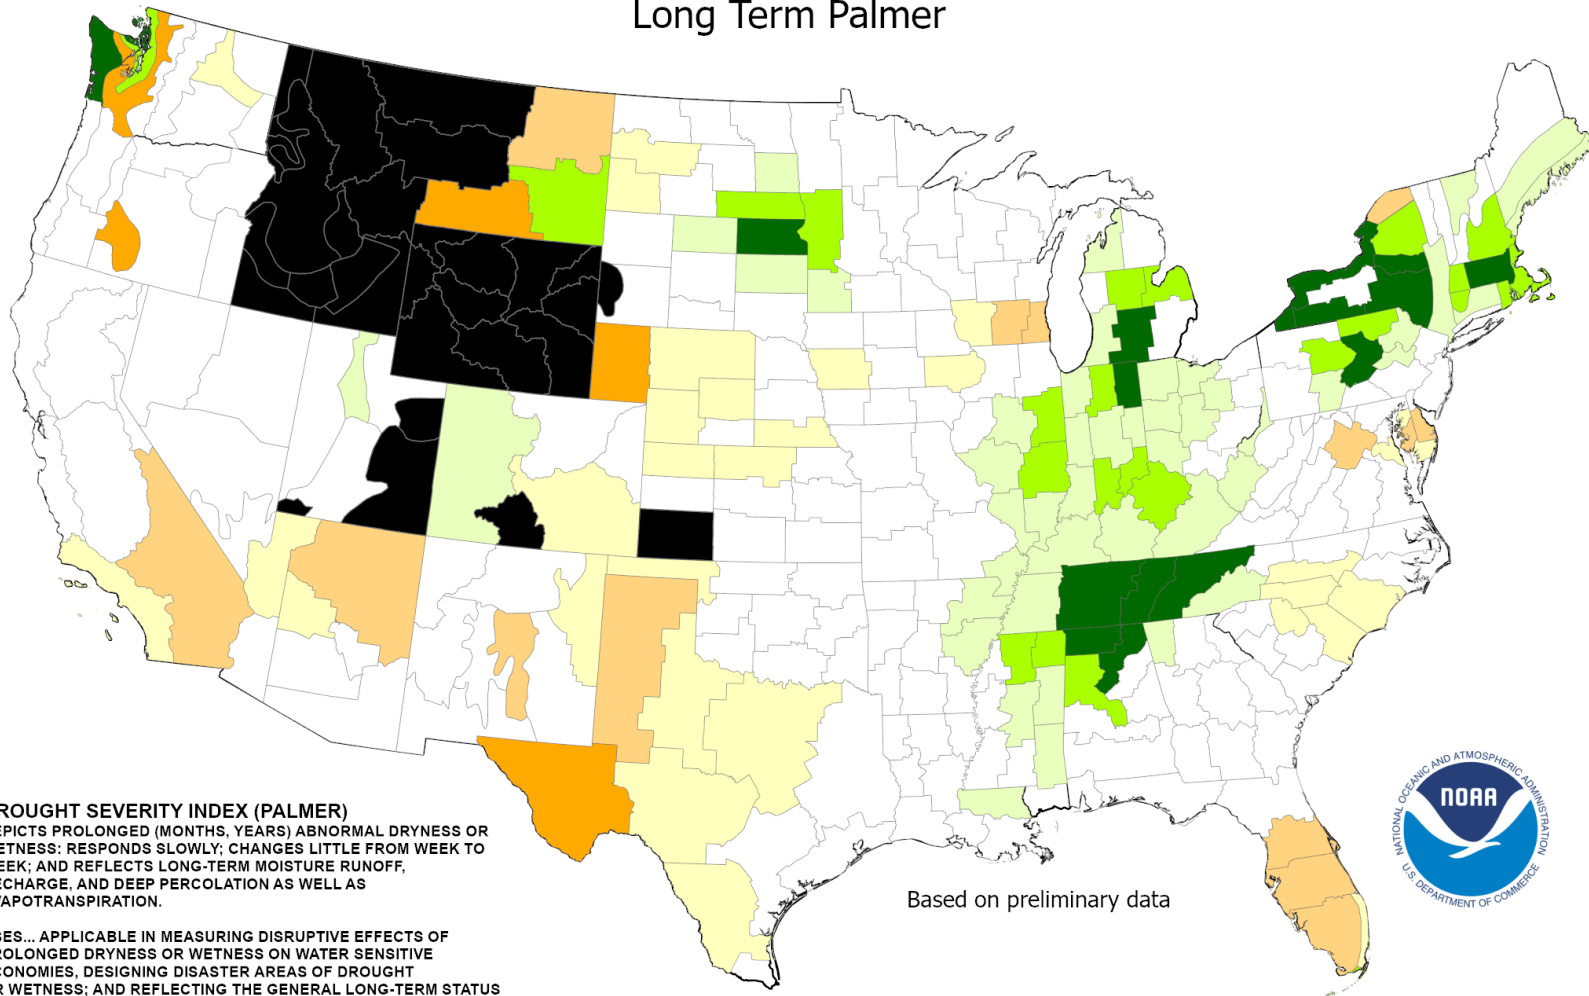 Long Term Palmer
ROUGHT SEVERITY INDEX (PALMER)
EPICTS PROLONGED (MONTHS, YEARS) ABNORMAL DRYNESS OR
ETNESS: RESPONDS SLOWLY; CHANGES LITTLE FROM WEEK TO
EEK; AND REFLECTS LONG-TERM MOISTURE RUNOFF,
ECHARGE, AND DEEP PERCOLATION AS WELL AS
VAPOTRANSPIRATION.
SES... APPLICABLE IN MEASURING DISRUPTIVE EFFECTS OF
ROLONGED DRYNESS OR WETNESS ON WATER SENSITIVE
CONOMIES, DESIGNING DISASTER AREAS OF DROUGHT
R WETNESS; AND REFLECTING THE GENERAL LONG-TERM STATUS
Based on preliminary data
NATIONAL OCEANIC AND ATMOSPHERIC ADMINISTRATION
NOAA
U.S. DEPARTMENT OF COMMERCE